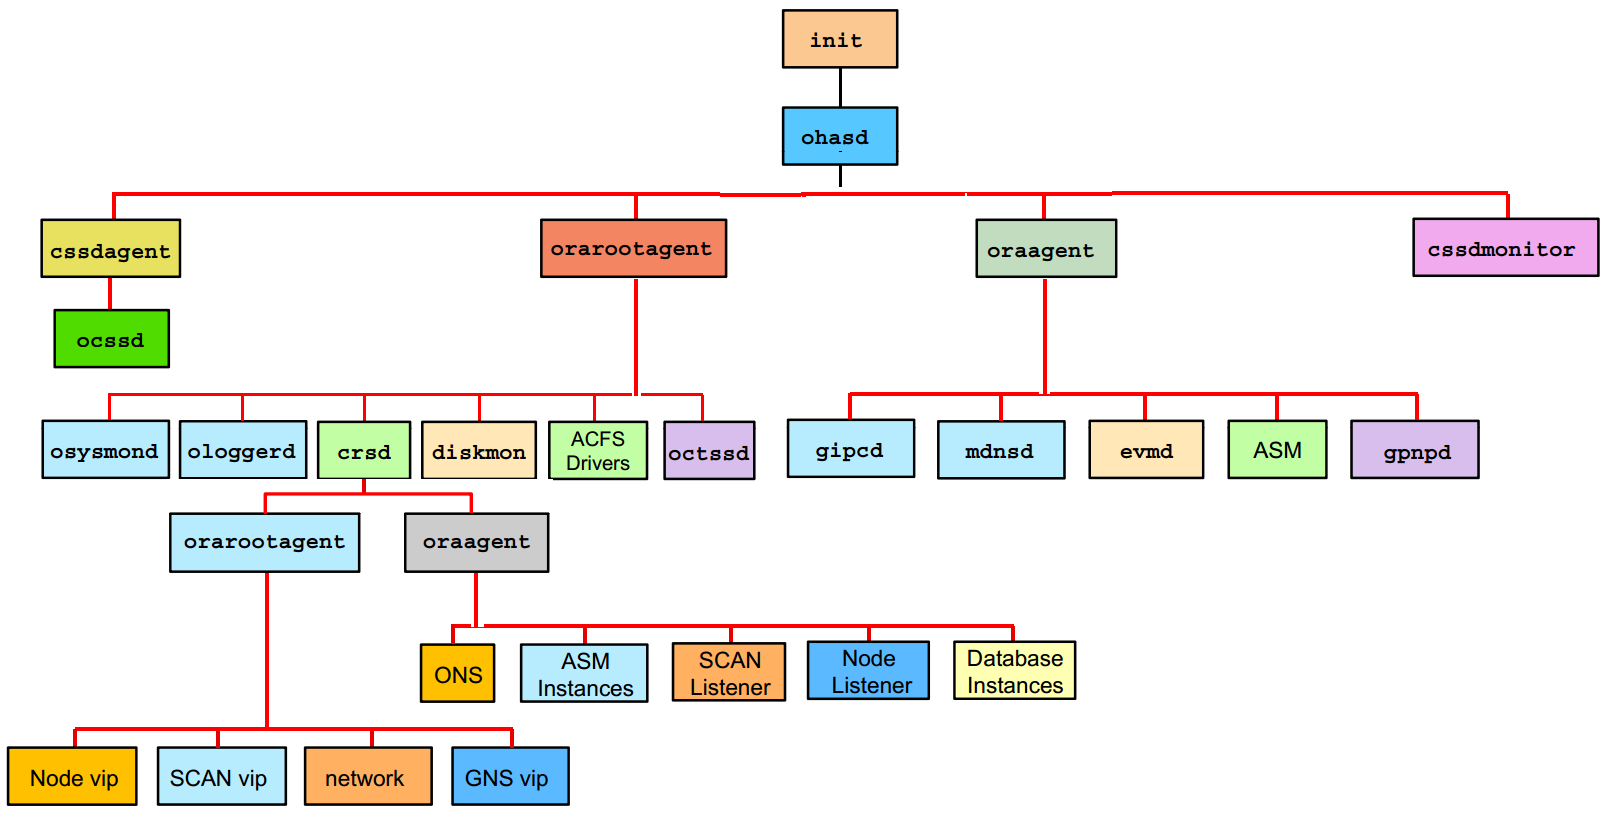 init
ohasd
cssdagent
orarootagent
oraagent
cssdmonitor
ocssd
osysmond
ologgerd
crsd
diskmon
ACFS
Drivers
octssd
gipcd
mdnsd
evmd
ASM
gpnpd
orarootagent
oraagent
ONS
ASM
Instances
SCAN
Listener
Node
Listener
Database
Instances
Node vip
SCAN vip
network
GNS vip